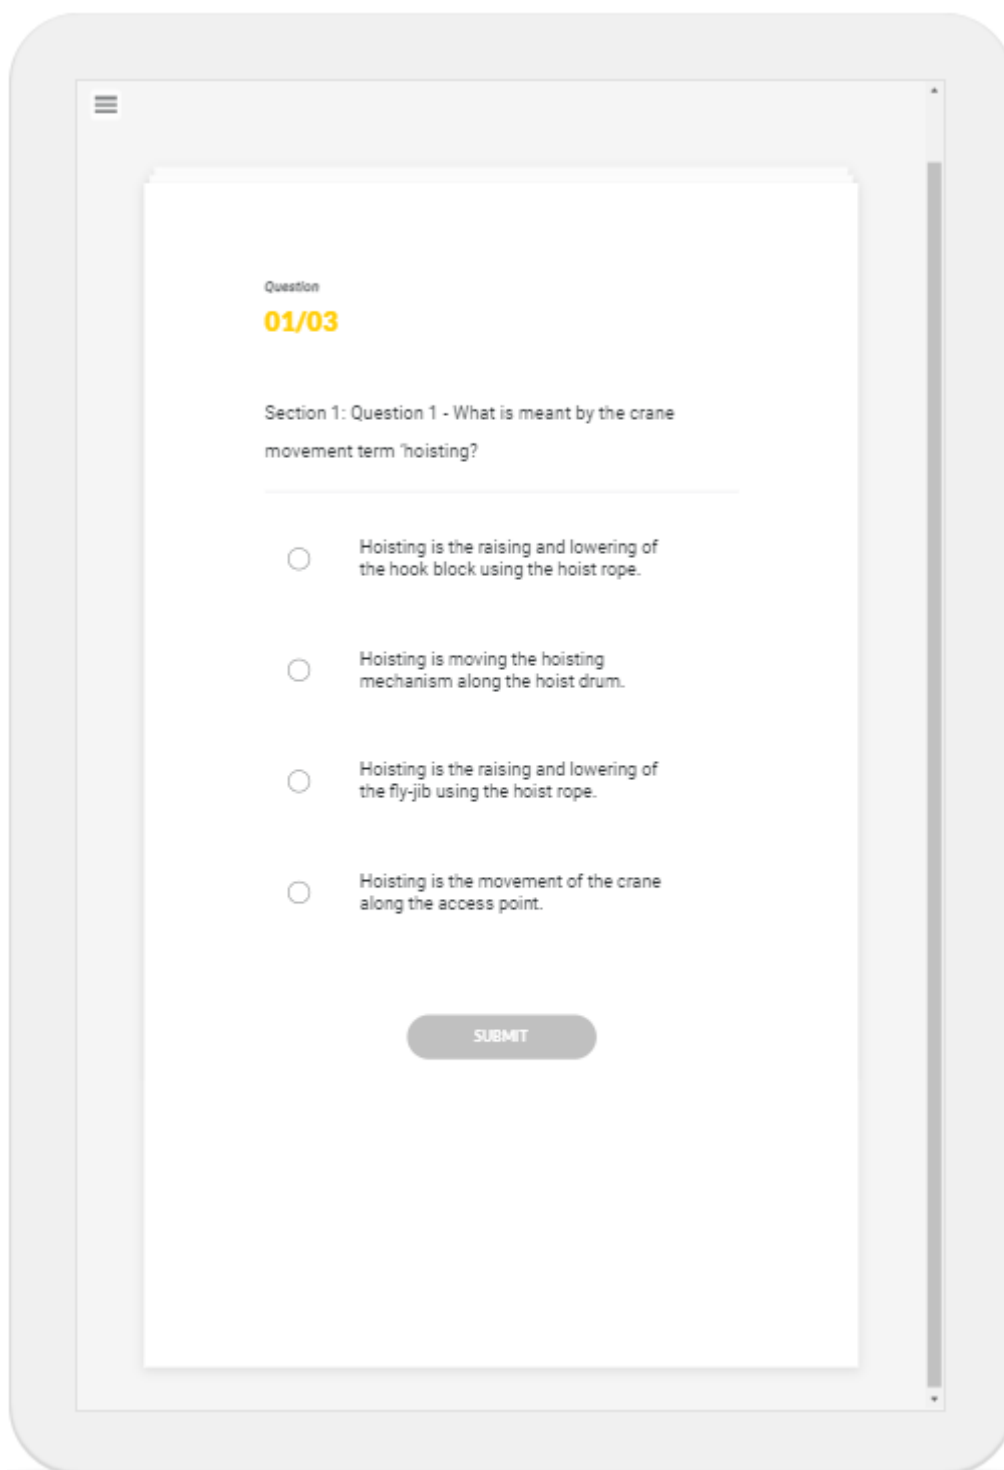 Question
01/03
Section 1: Question 1 - What is meant by the crane
movement term 'hoisting?
Hoisting is the raising and lowering of
the hook block using the hoist rope.
Hoisting is moving the hoisting
mechanism along the hoist drum.
Hoisting is the raising and lowering of
the fly-jib using the hoist rope.
Hoisting is the movement of the crane
along the access point.
SUBMIT